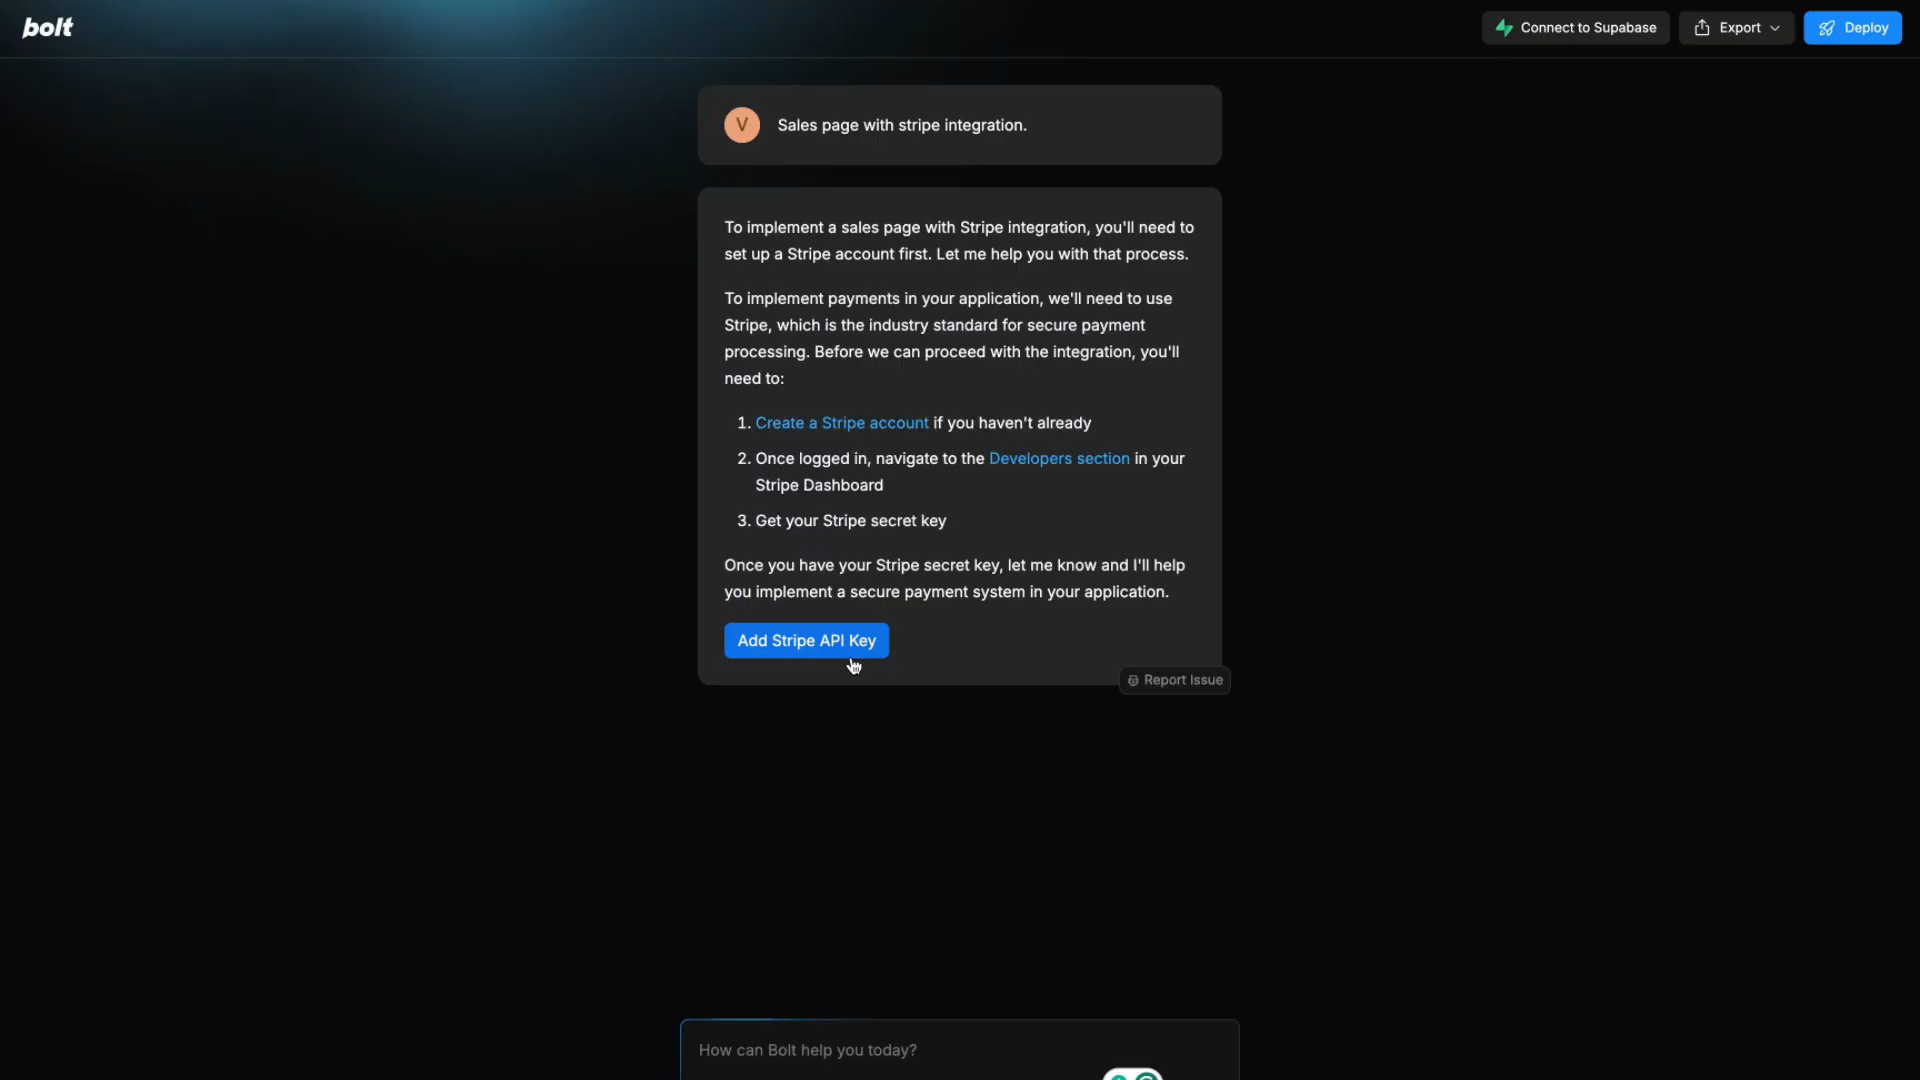 bolt
Connect to Supabase
Export
Deploy
V
Sales page with stripe integration.
To implement a sales page with Stripe integration, you'll need to
set up a Stripe account first. Let me help you with that process.
To implement payments in your application, we'll need to use
Stripe, which is the industry standard for secure payment
processing. Before we can proceed with the integration, you'll
need to:
1. Create a Stripe account if you haven't already
2. Once logged in, navigate to the Developers section in your
Stripe Dashboard
3. Get your Stripe secret key
Once you have your Stripe secret key, let me know and I'll help
you implement a secure payment system in your application.
Add Stripe API Key
Report Issue
How can Bolt help you today?